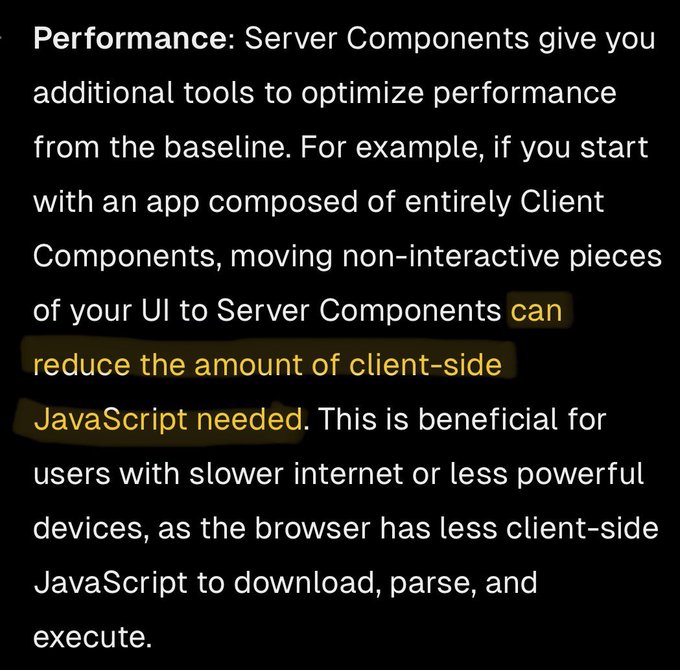 Performance: Server Components give you
additional tools to optimize performance
from the baseline. For example, if you start
with an app composed of entirely Client
Components, moving non-interactive pieces
of your UI to Server Components can
reduce the amount of client-side
JavaScript needed. This is beneficial for
users with slower internet or less powerful
devices, as the browser has less client-side
JavaScript to download, parse, and
execute.